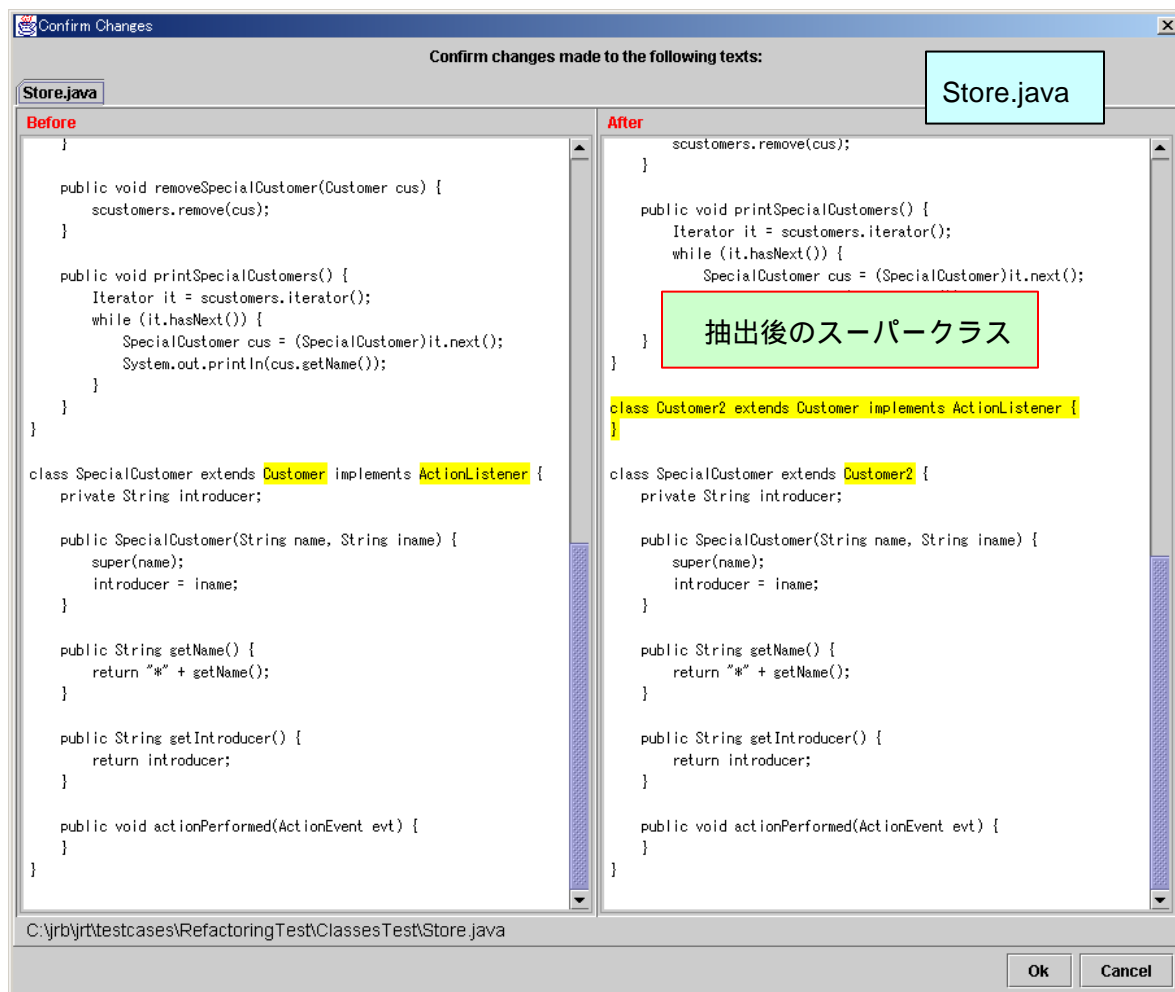 Confirm Changes
Confirm changes made to the following texts:
Store.java
Store.java
Before
    }

    public void removeSpecialCustomer(Customer cus) {
        scustomers.remove(cus);
    }

    public void printSpecialCustomers() {
        Iterator it = scustomers.iterator();
        while (it.hasNext()) {
            SpecialCustomer cus = (SpecialCustomer)it.next();
            System.out.println(cus.getName());
        }
    }
}

class SpecialCustomer extends Customer implements ActionListener {
    private String introducer;

    public SpecialCustomer(String name, String iname) {
        super(name);
        introducer = iname;
    }

    public String getName() {
        return "*" + getName();
    }

    public String getIntroducer() {
        return introducer;
    }

    public void actionPerformed(ActionEvent evt) {
    }
}
After
        scustomers.remove(cus);
    }

    public void printSpecialCustomers() {
        Iterator it = scustomers.iterator();
        while (it.hasNext()) {
            SpecialCustomer cus = (SpecialCustomer)it.next();
抽出後のスーパークラス
    }
}

class Customer2 extends Customer implements ActionListener {
}

class SpecialCustomer extends Customer2 {
    private String introducer;

    public SpecialCustomer(String name, String iname) {
        super(name);
        introducer = iname;
    }

    public String getName() {
        return "*" + getName();
    }

    public String getIntroducer() {
        return introducer;
    }

    public void actionPerformed(ActionEvent evt) {
    }
}
C:\jrb\jrt\testcases\RefactoringTest\ClassesTest\Store.java
Ok
Cancel